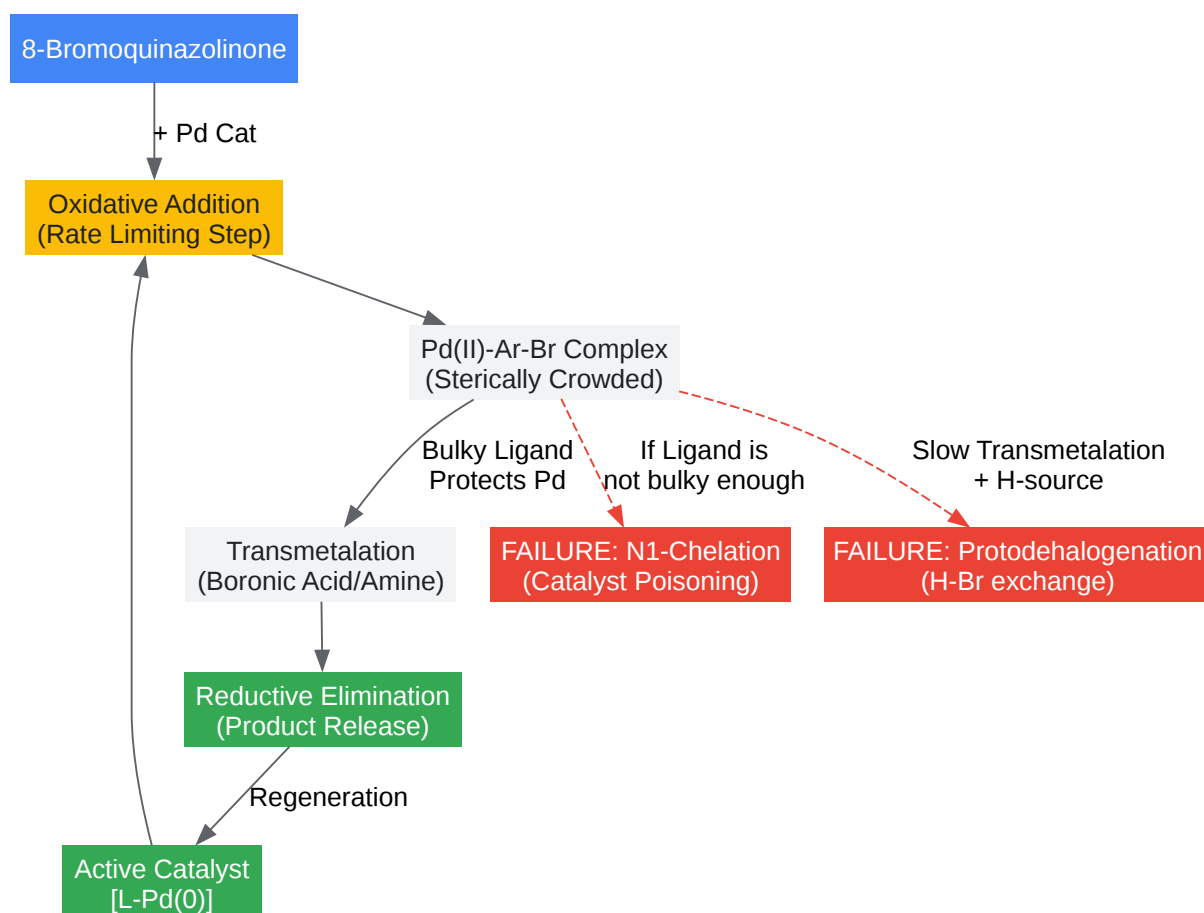 8-Bromoquinazolinone
+ Pd Cat
Oxidative Addition
(Rate Limiting Step)
Pd(II)-Ar-Br Complex
(Sterically Crowded)
Bulky Ligand
Protects Pd
If Ligand is
not bulky enough
Slow Transmetalation
+ H-source
Transmetalation
(Boronic Acid/Amine)
FAILURE: N1-Chelation
(Catalyst Poisoning)
FAILURE: Protodehalogenation
(H-Br exchange)
Reductive Elimination
(Product Release)
Regeneration
Active Catalyst
[L-Pd(0)]